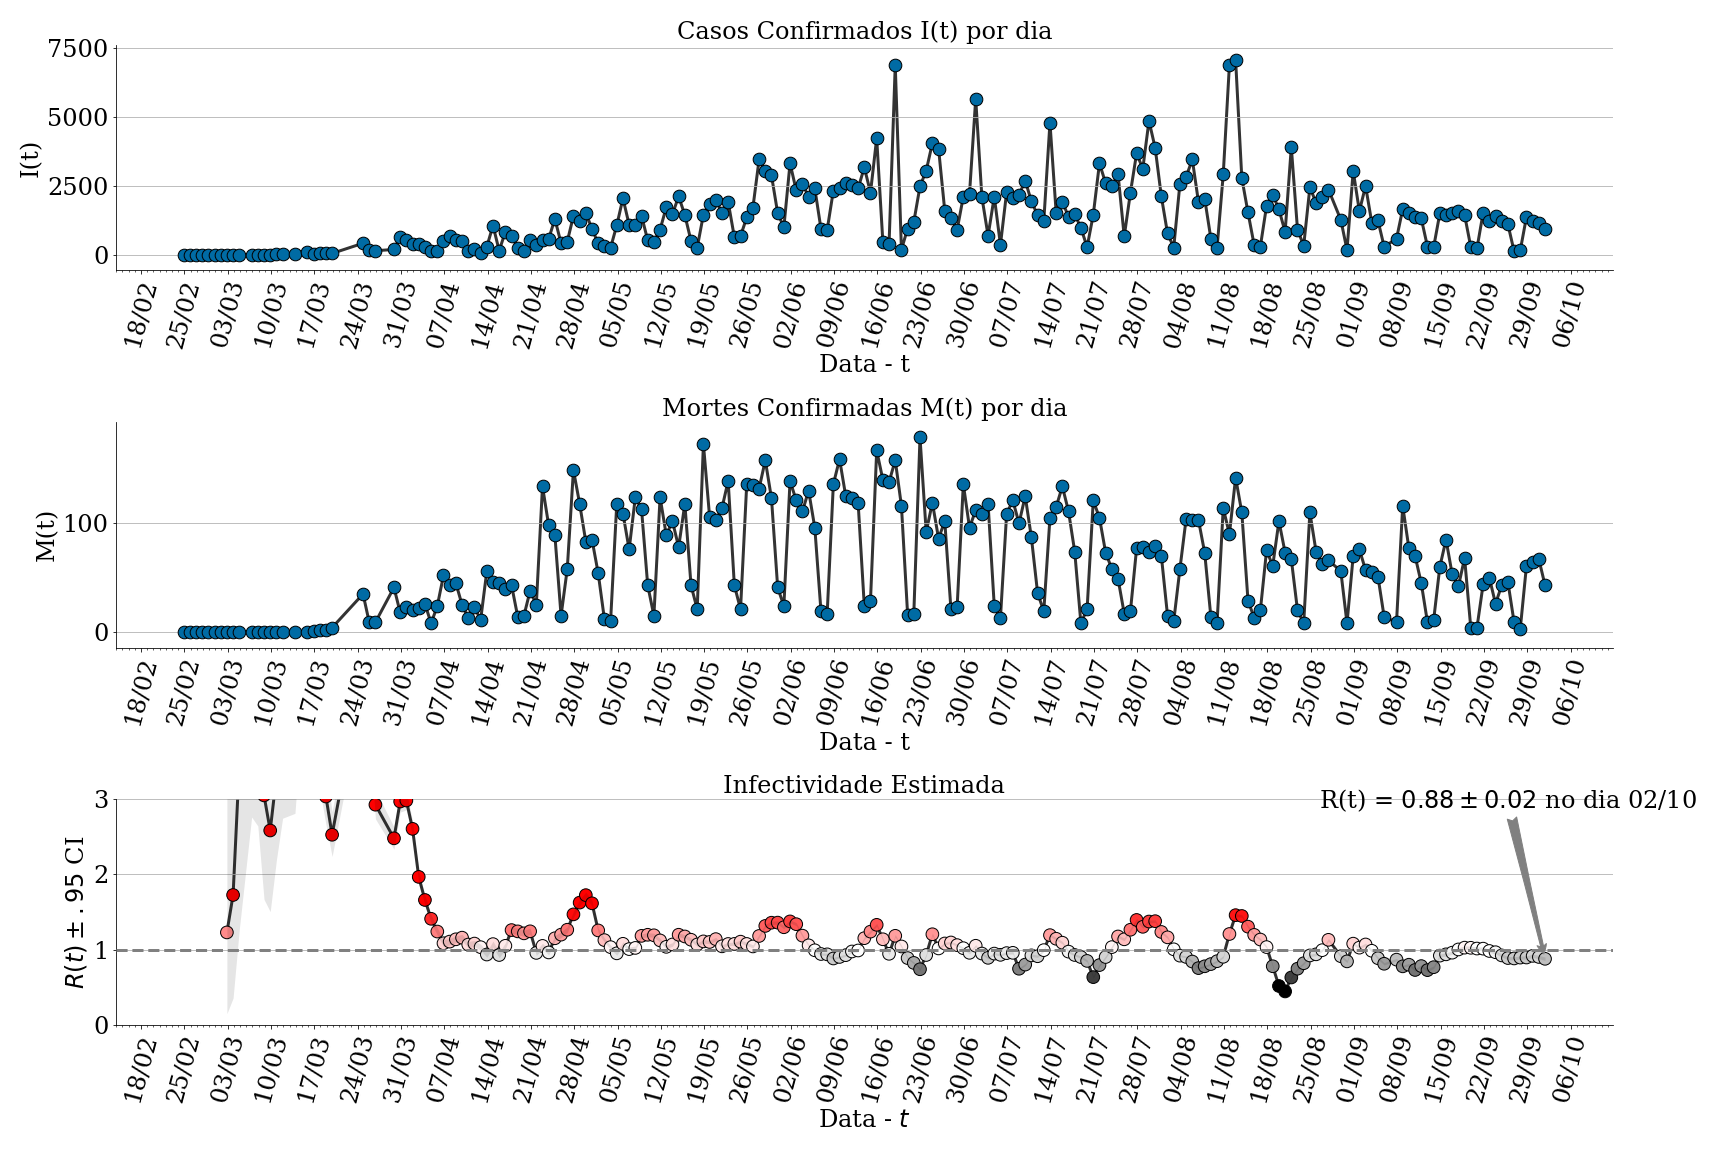 Casos Confirmados I(t) por dia
7500
5000
2500
0
I(t)
18/02 25/02 03/03 10/03 17/03 24/03 31/03 07/04 14/04 21/04 28/04 05/05 12/05 19/05 26/05 02/06 09/06 16/06 23/06 30/06 07/07 14/07 21/07 28/07 04/08 11/08 18/08 25/08 01/09 08/09 15/09 22/09 29/09 06/10
Data - t
Mortes Confirmadas M(t) por dia
100
0
M(t)
18/02 25/02 03/03 10/03 17/03 24/03 31/03 07/04 14/04 21/04 28/04 05/05 12/05 19/05 26/05 02/06 09/06 16/06 23/06 30/06 07/07 14/07 21/07 28/07 04/08 11/08 18/08 25/08 01/09 08/09 15/09 22/09 29/09 06/10
Data - t
Infectividade Estimada
R(t) = 0.88 ± 0.02 no dia 02/10
3
2
1
0
R(t) ± .95 CI
18/02 25/02 03/03 10/03 17/03 24/03 31/03 07/04 14/04 21/04 28/04 05/05 12/05 19/05 26/05 02/06 09/06 16/06 23/06 30/06 07/07 14/07 21/07 28/07 04/08 11/08 18/08 25/08 01/09 08/09 15/09 22/09 29/09 06/10
Data - t